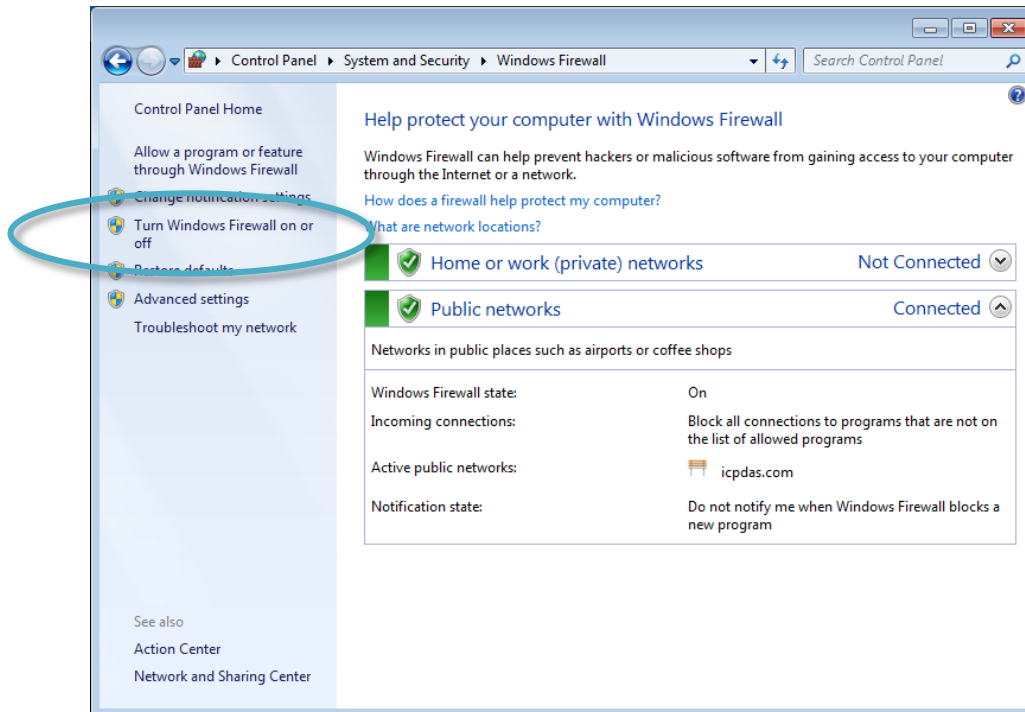 Control Panel ▸ System and Security ▸ Windows Firewall
Search Control Panel
Control Panel Home
Allow a program or feature
through Windows Firewall
Change notification settings
Turn Windows Firewall on or
off
Restore defaults
Advanced settings
Troubleshoot my network
See also
Action Center
Network and Sharing Center
Help protect your computer with Windows Firewall
Windows Firewall can help prevent hackers or malicious software from gaining access to your computer
through the Internet or a network.
How does a firewall help protect my computer?
What are network locations?
Home or work (private) networks Not Connected
Public networks Connected
Networks in public places such as airports or coffee shops
Windows Firewall state: On
Incoming connections: Block all connections to programs that are not on
the list of allowed programs
Active public networks: icpdas.com
Notification state: Do not notify me when Windows Firewall blocks a
new program